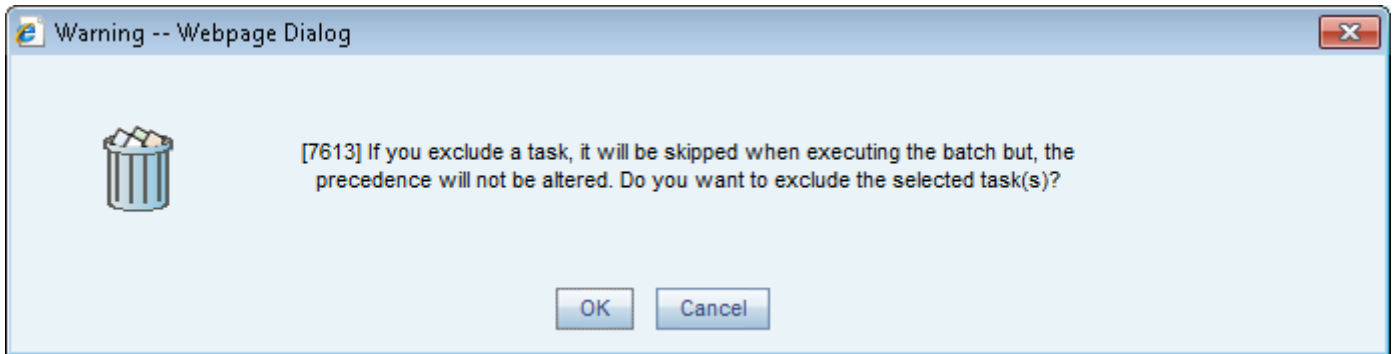 Warning -- Webpage Dialog
[7613] If you exclude a task, it will be skipped when executing the batch but, the
precedence will not be altered. Do you want to exclude the selected task(s)?
OK
Cancel